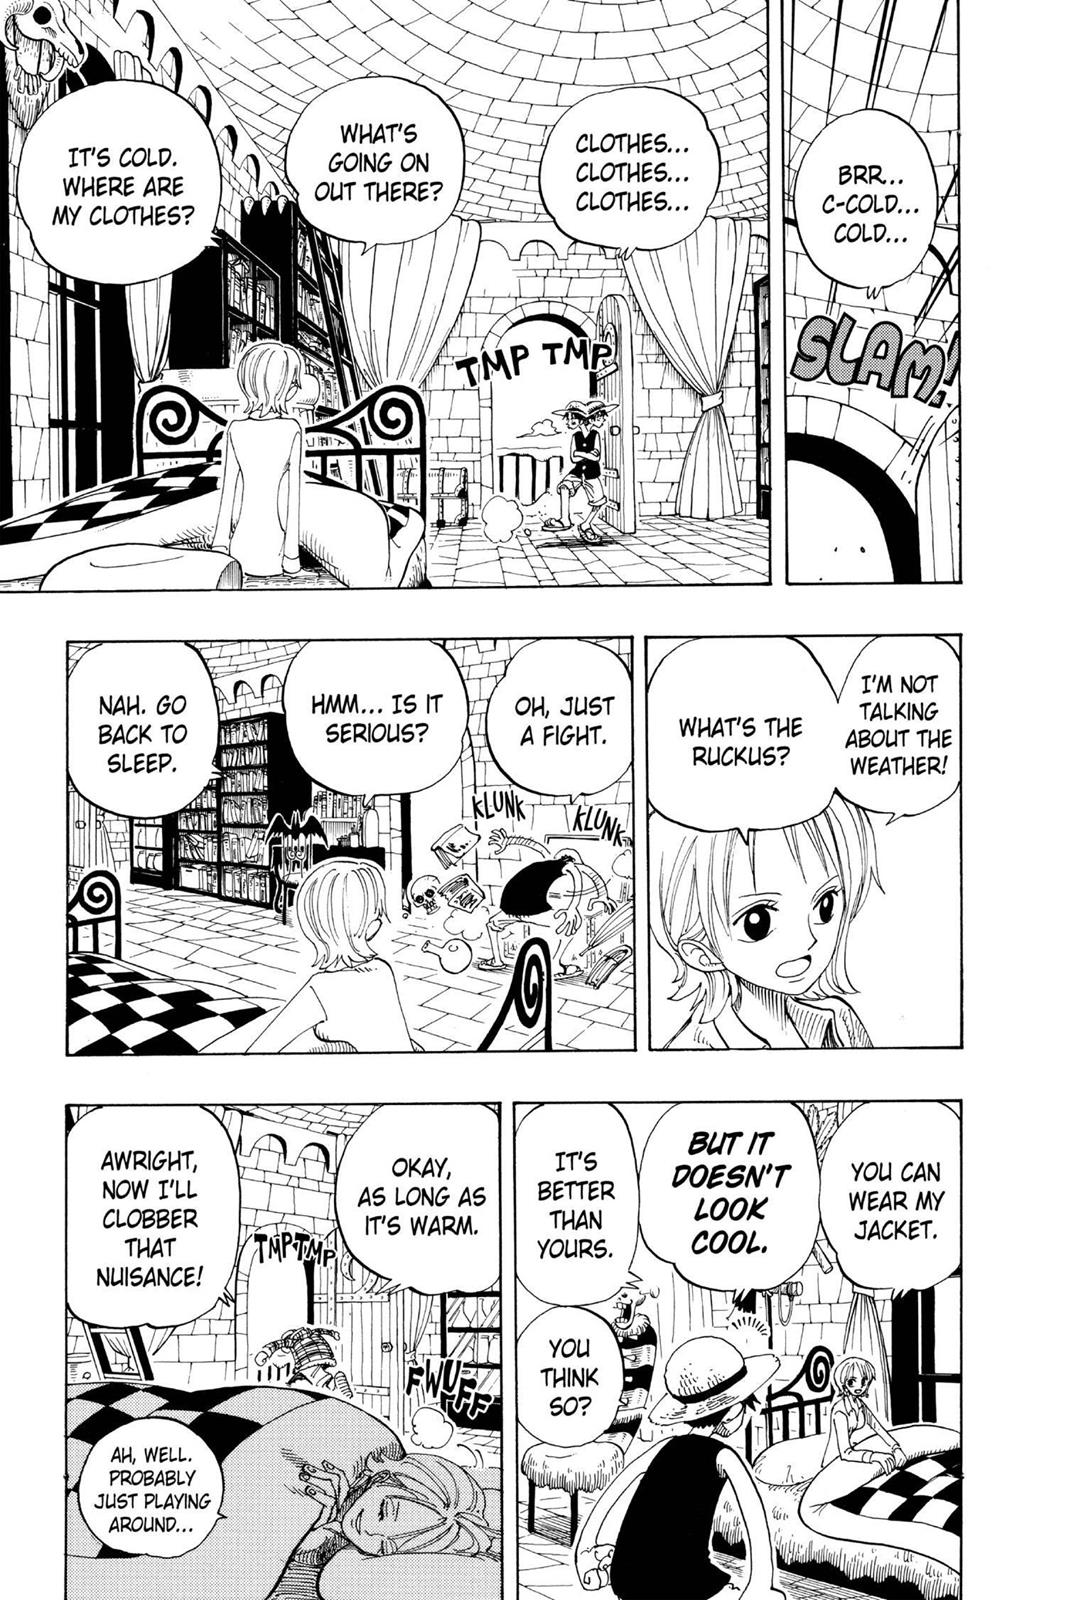 BRR...
C-COLD...
COLD...
SLAM!
CLOTHES...
CLOTHES...
CLOTHES...
WHAT'S
GOING ON
OUT THERE?
IT'S COLD.
WHERE ARE
MY CLOTHES?
TMP TMP
I'M NOT
TALKING
ABOUT THE
WEATHER!
WHAT'S THE
RUCKUS?
OH, JUST
A FIGHT.
HMM... IS IT
SERIOUS?
NAH. GO
BACK TO
SLEEP.
KLUNK
KLUNK
YOU CAN
WEAR MY
JACKET.
BUT IT
DOESN'T
LOOK
COOL.
IT'S
BETTER
THAN
YOURS.
YOU
THINK
SO?
OKAY,
AS LONG AS
IT'S WARM.
AWRIGHT,
NOW I'LL
CLOBBER
THAT
NUISANCE!
TMP TMP
FWUFF
AH, WELL.
PROBABLY
JUST PLAYING
AROUND...